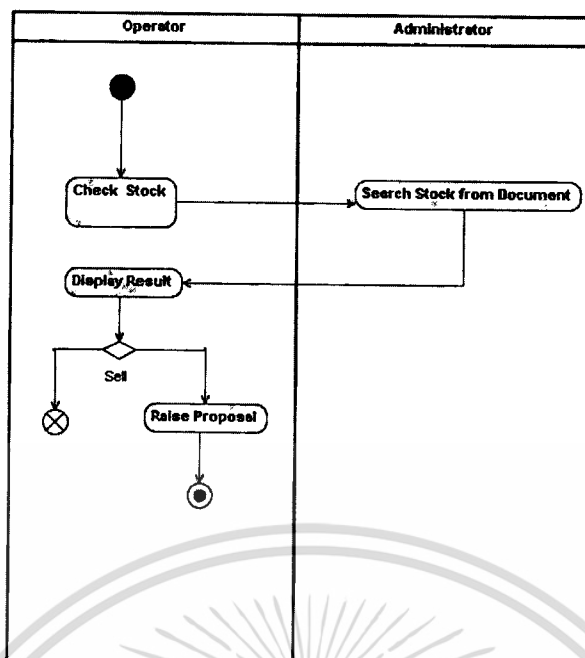 Operator
Administrator
Check Stock
Search Stock from Document
Display Result
Sell
Raise Proposal